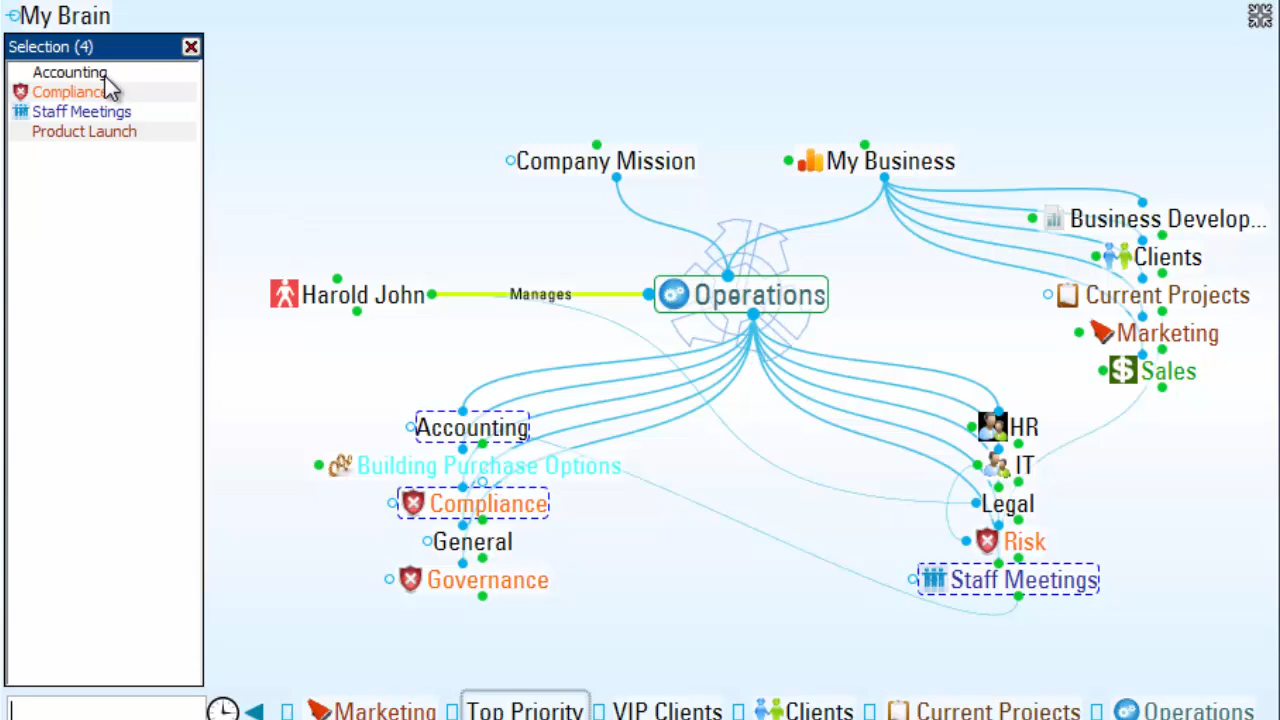 My Brain
Selection (4)
Accounting
Compliance
Staff Meetings
Product Launch
Company Mission
My Business
Business Develop...
Clients
Harold John
Manages
Operations
Current Projects
Marketing
Sales
Accounting
HR
Building Purchase Options
IT
Compliance
Legal
General
Risk
Governance
Staff Meetings
Marketing
Top Priority
VIP Clients
Clients
Current Projects
Operations